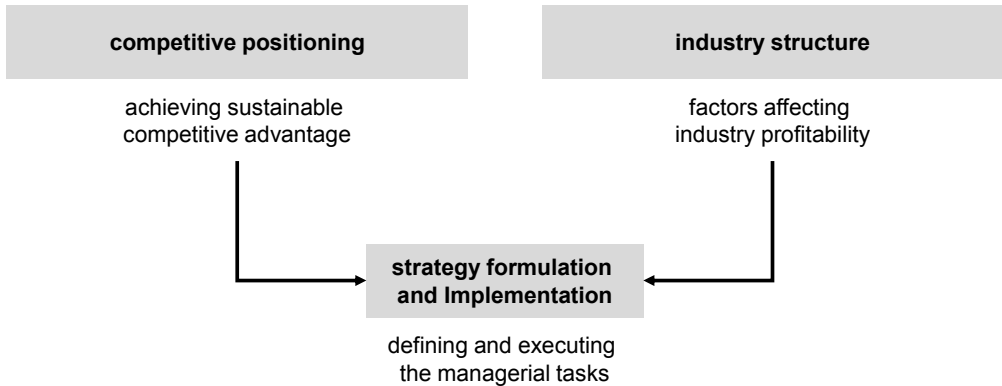 competitive positioning
industry structure
achieving sustainable
competitive advantage
factors affecting
industry profitability
strategy formulation
and Implementation
defining and executing
the managerial tasks